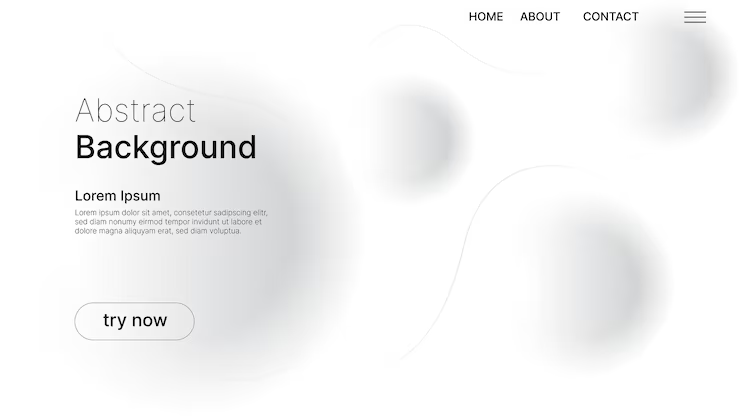 HOME ABOUT CONTACT
Abstract
Background
Lorem Ipsum
Lorem ipsum dolor sit amet, consetetur sadipscing elitr,
sed diam nonumy eirmod tempor invidunt ut labore et
dolore magna aliquyam erat, sed diam voluptua.
try now